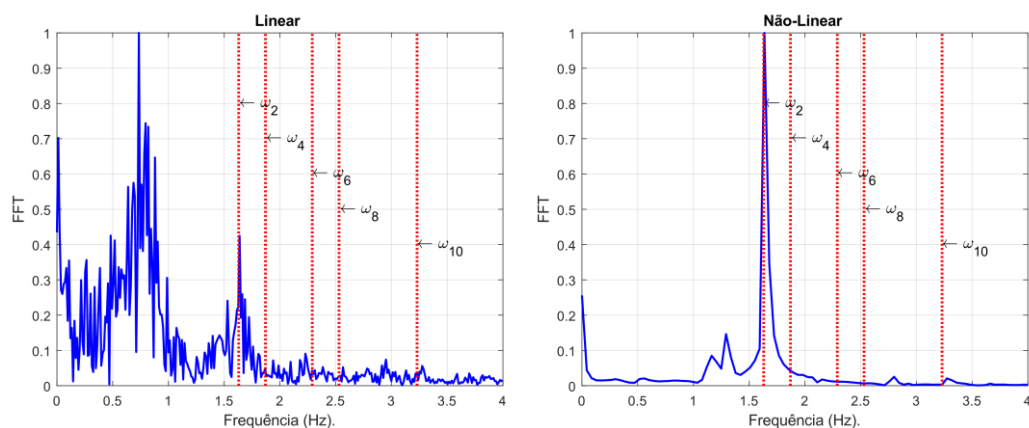 Linear
1
0.9
0.8
0.7
0.6
0.5
0.4
0.3
0.2
0.1
0
FFT
← ω2
← ω4
← ω6
← ω8
← ω10
0 0.5 1 1.5 2 2.5 3 3.5 4
Frequência (Hz).
Não-Linear
1
0.9
0.8
0.7
0.6
0.5
0.4
0.3
0.2
0.1
0
FFT
← ω2
← ω4
← ω6
← ω8
← ω10
0 0.5 1 1.5 2 2.5 3 3.5 4
Frequência (Hz).